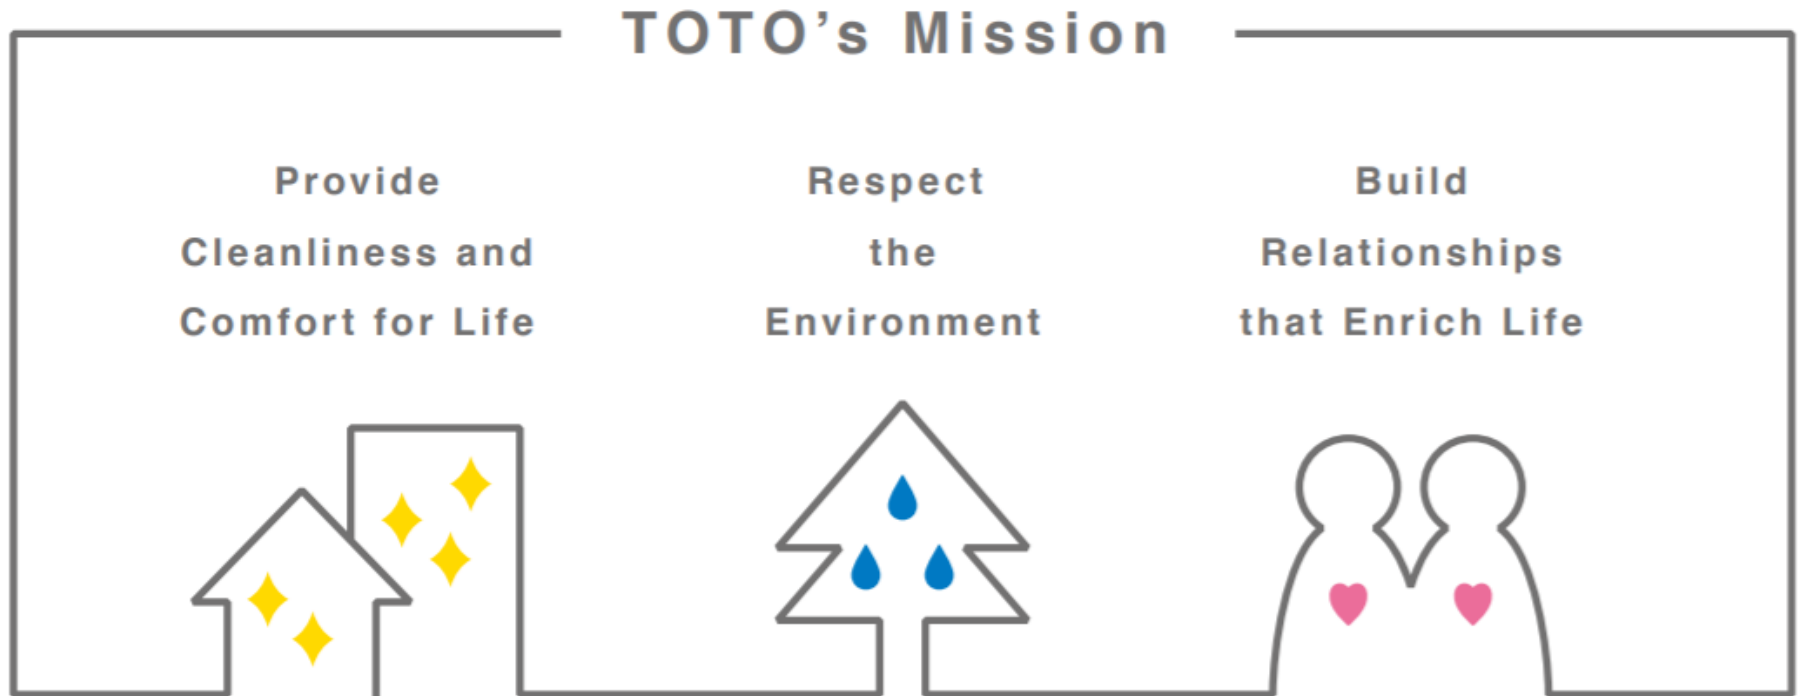 TOTO’s Mission
Provide
Cleanliness and
Comfort for Life
Respect
the
Environment
Build
Relationships
that Enrich Life